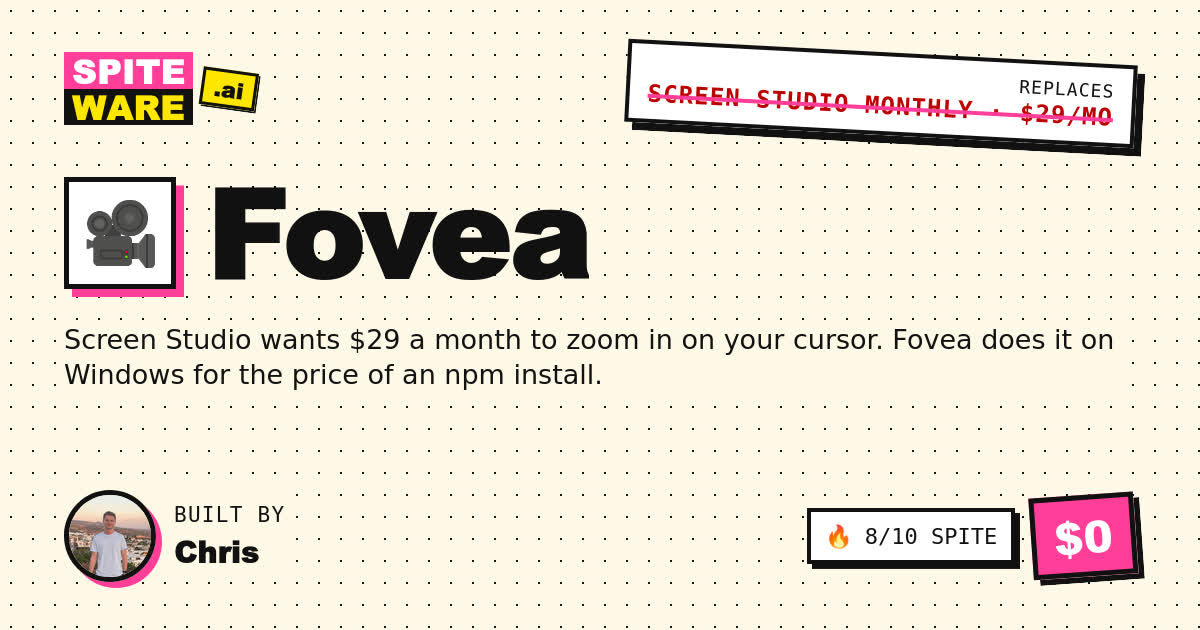 SPITE
WARE
.ai
REPLACES
SCREEN STUDIO MONTHLY · $29/MO
Fovea
Screen Studio wants $29 a month to zoom in on your cursor. Fovea does it on
Windows for the price of an npm install.
BUILT BY
Chris
🔥 8/10 SPITE
$0